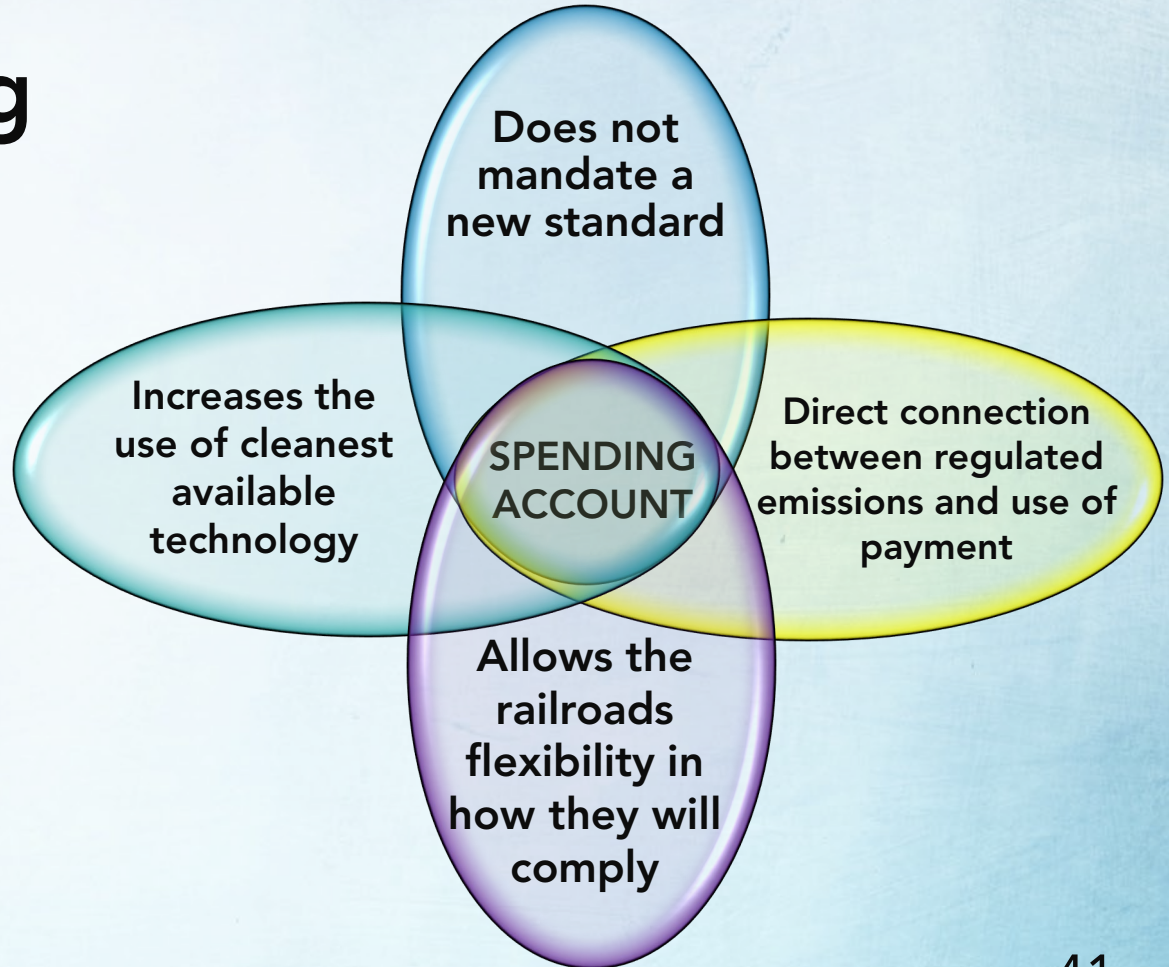 g
Does not
mandate a
new standard
Increases the
use of cleanest
available
technology
SPENDING
ACCOUNT
Direct connection
between regulated
emissions and use of
payment
Allows the
railroads
flexibility in
how they will
comply
41